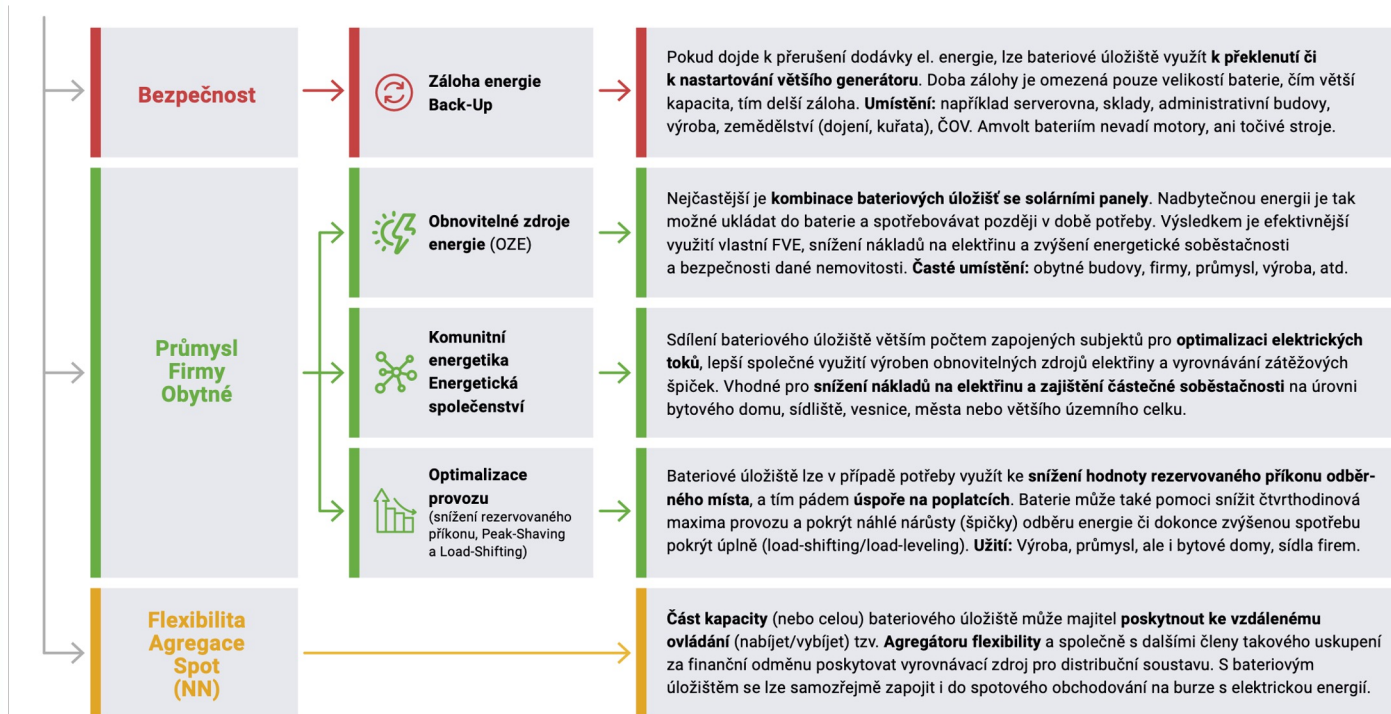 Bezpečnost
Záloha energie
Back-Up
Pokud dojde k přerušení dodávky el. energie, lze bateriové úložiště využít k překlenutí či
k nastartování většího generátoru. Doba zálohy je omezená pouze velikostí baterie, čím větší
kapacita, tím delší záloha. Umístění: například serverovna, sklady, administrativní budovy,
výroba, zemědělství (dojení, kuřata), ČOV. Amvolt bateriím nevadí motory, ani točivé stroje.
Průmysl
Firmy
Obytné
Obnovitelné zdroje
energie (OZE)
Nejčastější je kombinace bateriových úložišť se solárními panely. Nadbytečnou energii je tak
možné ukládat do baterie a spotřebovávat později v době potřeby. Výsledkem je efektivnější
využití vlastní FVE, snížení nákladů na elektřinu a zvýšení energetické soběstačnosti
a bezpečnosti dané nemovitosti. Časté umístění: obytné budovy, firmy, průmysl, výroba, atd.
Komunitní
energetika
Energetická
společenství
Sdílení bateriového úložiště větším počtem zapojených subjektů pro optimalizaci elektrických
toků, lepší společné využití výroben obnovitelných zdrojů elektřiny a vyrovnávání zátěžových
špiček. Vhodné pro snížení nákladů na elektřinu a zajištění částečné soběstačnosti na úrovni
bytového domu, sídliště, vesnice, města nebo většího územního celku.
Optimalizace
provozu
(snížení rezervovaného
příkonu, Peak-Shaving
a Load-Shifting)
Bateriové úložiště lze v případě potřeby využít ke snížení hodnoty rezervovaného příkonu odběr-
ného místa, a tím pádem úspoře na poplatcích. Baterie může také pomoci snížit čtvrthodinová
maxima provozu a pokrýt náhlé nárůsty (špičky) odběru energie či dokonce zvýšenou spotřebu
pokrýt úplně (load-shifting/load-leveling). Užití: Výroba, průmysl, ale i bytové domy, sídla firem.
Flexibilita
Agregace
Spot
(NN)
Část kapacity (nebo celou) bateriového úložiště může majitel poskytnout ke vzdálenému
ovládání (nabíjet/vybíjet) tzv. Agregátoru flexibility a společně s dalšími členy takového uskupení
za finanční odměnu poskytovat vyrovnávací zdroj pro distribuční soustavu. S bateriovým
úložištěm se lze samozřejmě zapojit i do spotového obchodování na burze s elektrickou energií.